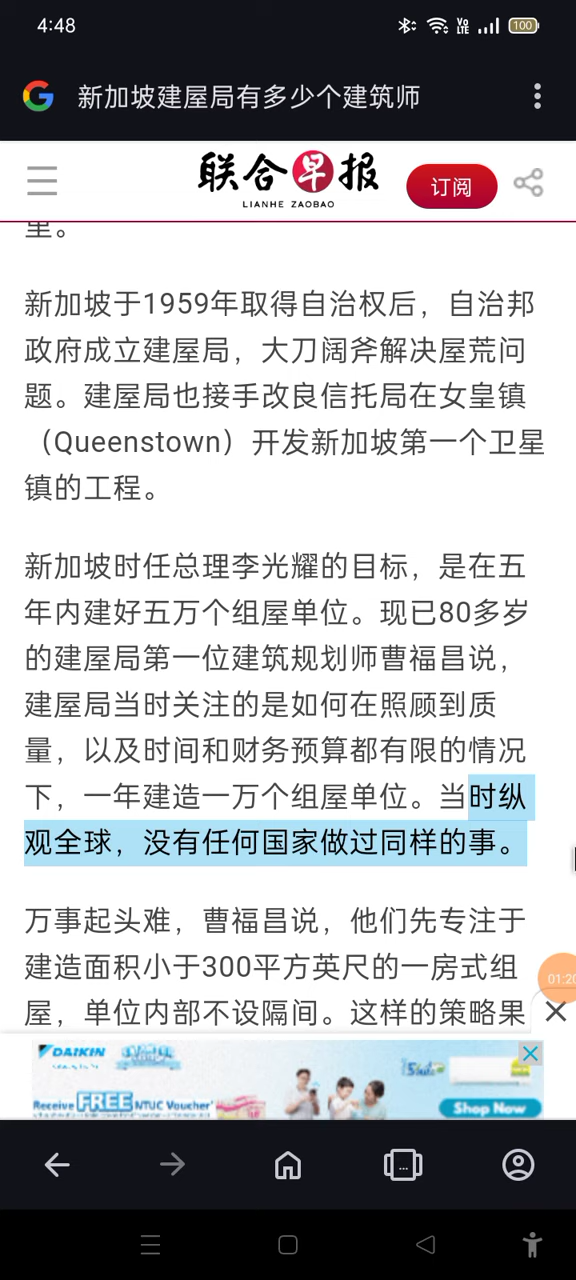 4:48
VO LTE
100
新加坡建屋局有多少个建筑师
联合早报
LIANHE ZAOBAO
订阅
里。
新加坡于1959年取得自治权后，自治邦
政府成立建屋局，大刀阔斧解决屋荒问
题。建屋局也接手改良信托局在女皇镇
（Queenstown）开发新加坡第一个卫星
镇的工程。
新加坡时任总理李光耀的目标，是在五
年内建好五万个组屋单位。现已80多岁
的建屋局第一位建筑规划师曹福昌说，
建屋局当时关注的是如何在照顾到质
量，以及时间和财务预算都有限的情况
下，一年建造一万个组屋单位。当时纵
观全球，没有任何国家做过同样的事。
万事起头难，曹福昌说，他们先专注于
建造面积小于300平方英尺的一房式组
屋，单位内部不设隔间。这样的策略果
01:20
DAIKIN
Receive FREE NTUC Voucher*
Shop Now